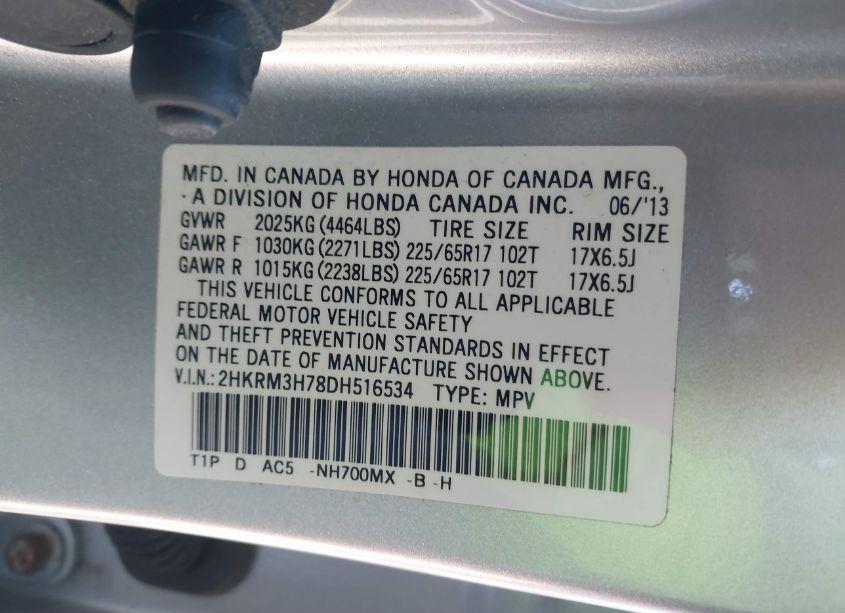 MFD. IN CANADA BY HONDA OF CANADA MFG.,
A DIVISION OF HONDA CANADA INC. 06/'13
GVWR 2025KG (4464LBS) TIRE SIZE RIM SIZE
GAWR F 1030KG (2271LBS) 225/65R17 102T 17X6.5J
GAWR R 1015KG (2238LBS) 225/65R17 102T 17X6.5J
THIS VEHICLE CONFORMS TO ALL APPLICABLE
FEDERAL MOTOR VEHICLE SAFETY
AND THEFT PREVENTION STANDARDS IN EFFECT
ON THE DATE OF MANUFACTURE SHOWN ABOVE.
V.I.N.: 2HKRM3H78DH516534 TYPE: MPV
T1P D AC5 -NH700MX -B -H